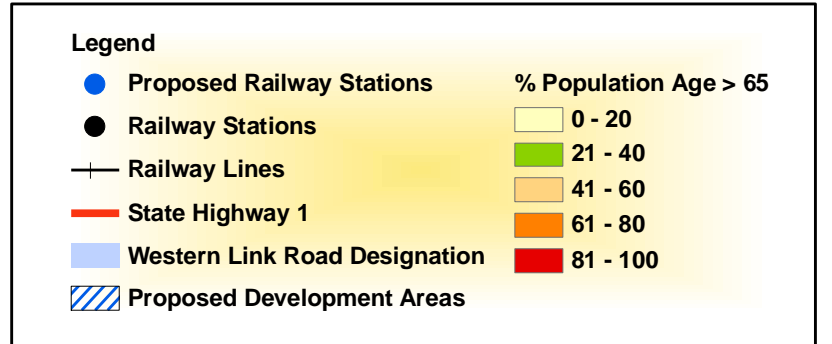 Legend
Proposed Railway Stations
Railway Stations
Railway Lines
State Highway 1
Western Link Road Designation
Proposed Development Areas
% Population Age > 65
0 - 20
21 - 40
41 - 60
61 - 80
81 - 100